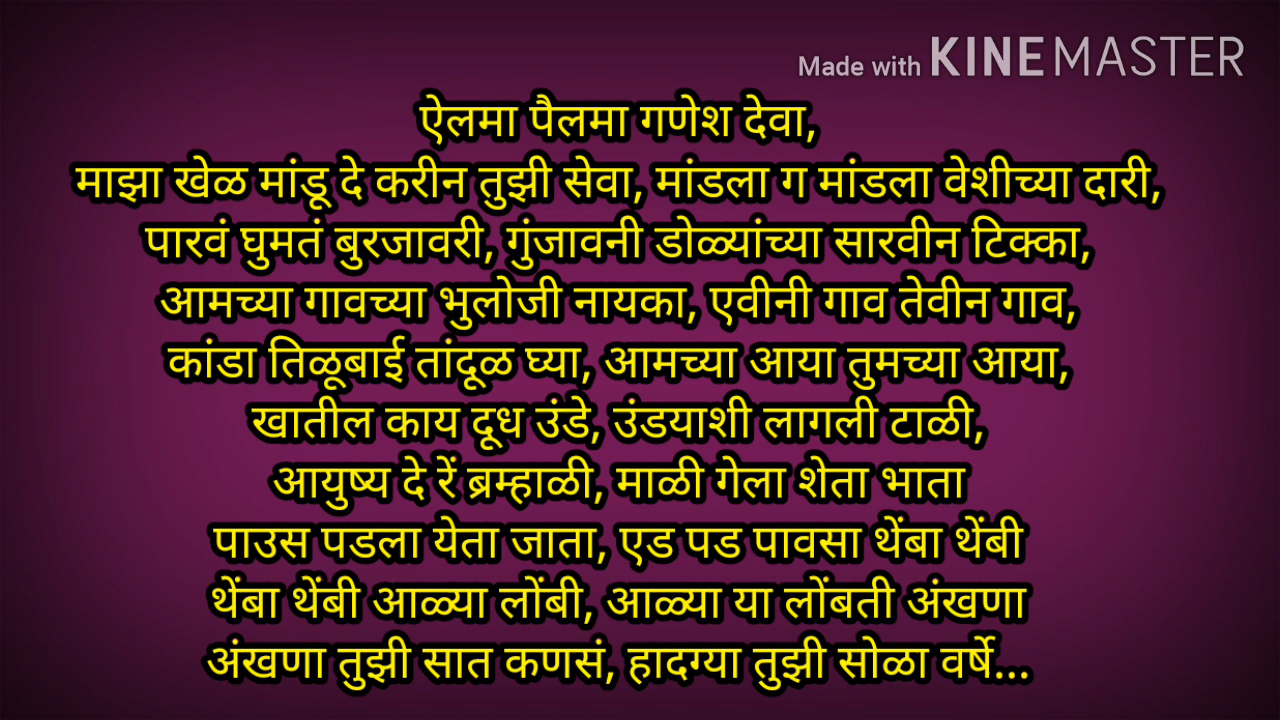 Made with KINEMASTER
ऐलमा पैलमा गणेश देवा,
माझा खेळ मांडू दे करीन तुझी सेवा, मांडला ग मांडला वेशीच्या दारी,
पारवं घुमतं बुरजावरी, गुंजावनी डोळ्यांच्या सारवीन टिक्का,
आमच्या गावच्या भुलोजी नायका, एवीनी गाव तेवीन गाव,
कांडा तिळूबाई तांदूळ घ्या, आमच्या आया तुमच्या आया,
खातील काय दूध उंडे, उंडयाशी लागली टाळी,
आयुष्य दे रें ब्रम्हाळी, माळी गेला शेता भाता
पाउस पडला येता जाता, एड पड पावसा थेंबा थेंबी
थेंबा थेंबी आळ्या लोंबी, आळ्या या लोंबती अंखणा
अंखणा तुझी सात कणसं, हादग्या तुझी सोळा वर्षे...